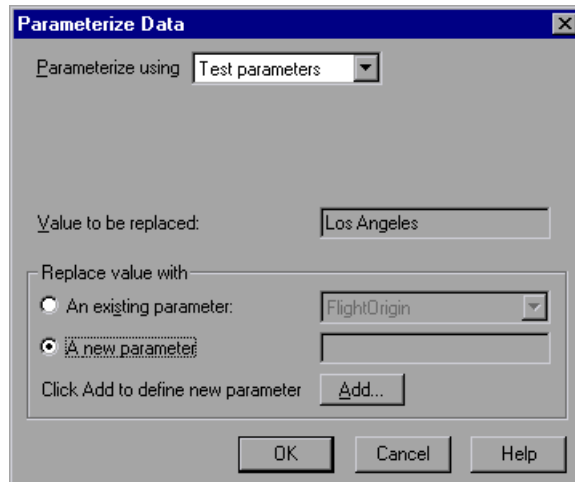 Parameterize Data
Parameterize using Test parameters
Value to be replaced: Los Angeles
Replace value with
An existing parameter: FlightOrigin
A new parameter
Click Add to define new parameter Add...
OK Cancel Help